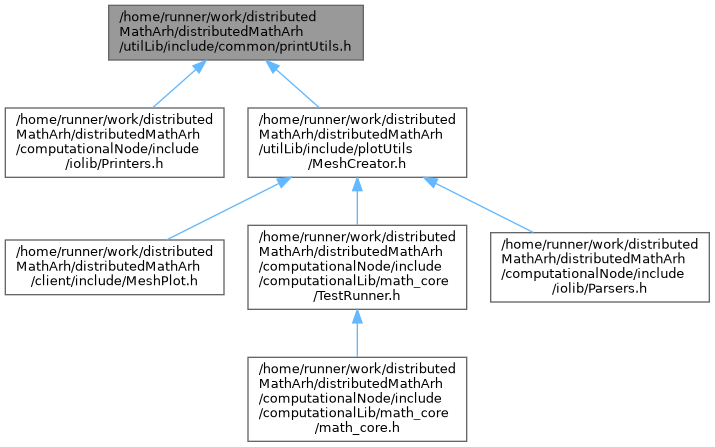 /home/runner/work/distributed
MathArh/distributedMathArh
/utilLib/include/common/printUtils.h
/home/runner/work/distributed
MathArh/distributedMathArh
/computationalNode/include
/iolib/Printers.h
/home/runner/work/distributed
MathArh/distributedMathArh
/utilLib/include/plotUtils
/MeshCreator.h
/home/runner/work/distributed
MathArh/distributedMathArh
/client/include/MeshPlot.h
/home/runner/work/distributed
MathArh/distributedMathArh
/computationalNode/include
/computationalLib/math_core
/TestRunner.h
/home/runner/work/distributed
MathArh/distributedMathArh
/computationalNode/include
/iolib/Parsers.h
/home/runner/work/distributed
MathArh/distributedMathArh
/computationalNode/include
/computationalLib/math_core
/math_core.h